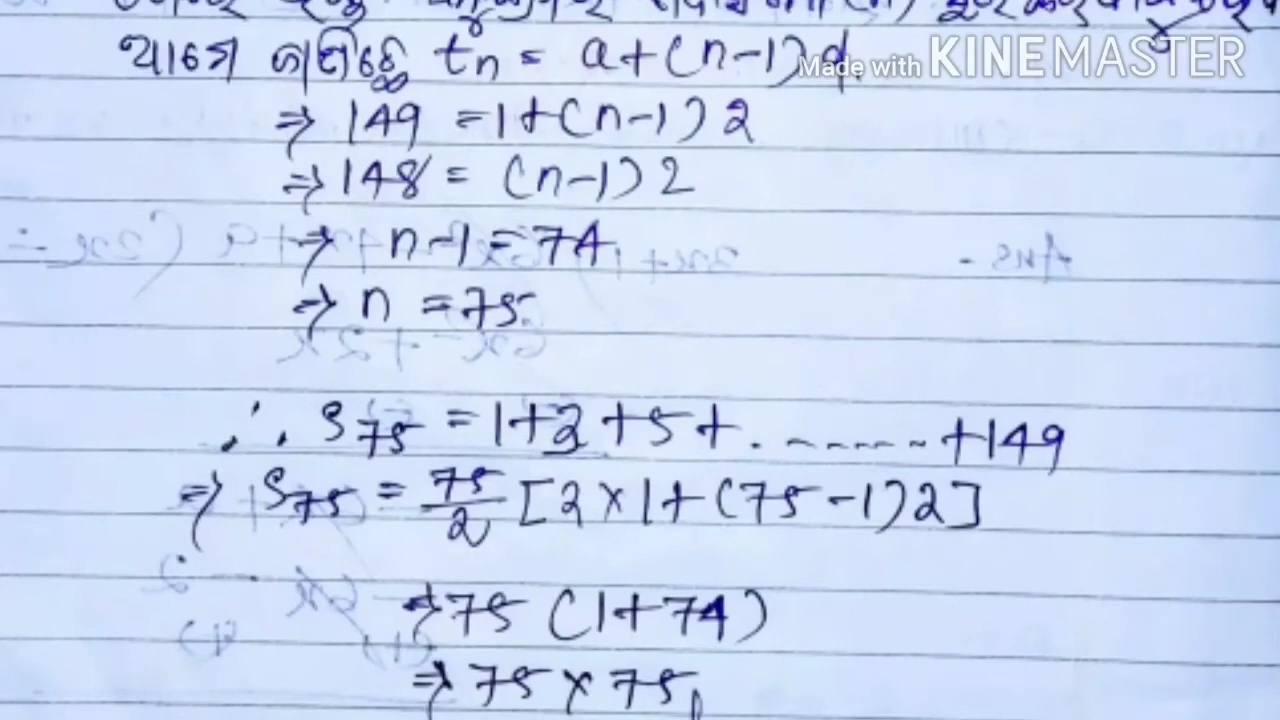 ଆମେ ଜାଣିଛୁ tn = a+(n-1)d
Made with KINEMASTER
⇒ 149 = 1+(n-1)2
⇒ 148 = (n-1)2
⇒ n-1 = 74
⇒ n = 75
∴ S75 = 1+3+5+.......+149
⇒ S75 = 75/2 [2×1+(75-1)2]
⇒ 75 (1+74)
⇒ 75 × 75